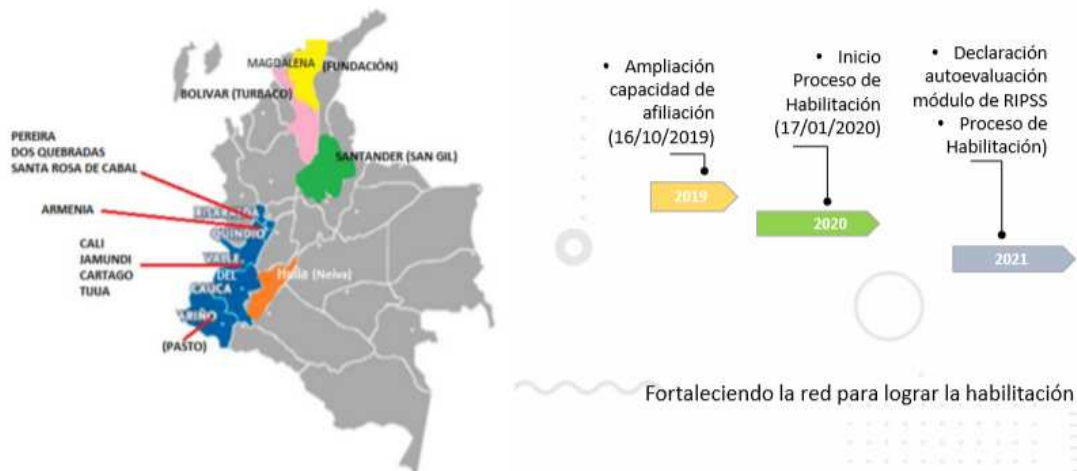 MAGDALENA (FUNDACIÓN)
BOLIVAR (TURBACO)
SANTANDER (SAN GIL)
PEREIRA
DOS QUEBRADAS
SANTA ROSA DE CABAL
ARMENIA
QUINDIO
CALI
JAMUNDI
CARTAGO
VALLE
DEL
CAUCA
Huila (Neiva)
(PASTO)
• Ampliación
capacidad de
afiliación
(16/10/2019)
2019
• Inicio
Proceso de
Habilitación
(17/01/2020)
2020
• Declaración
autoevaluación
módulo de RIPSS
• Proceso de
Habilitación)
2021
Fortaleciendo la red para lograr la habilitación